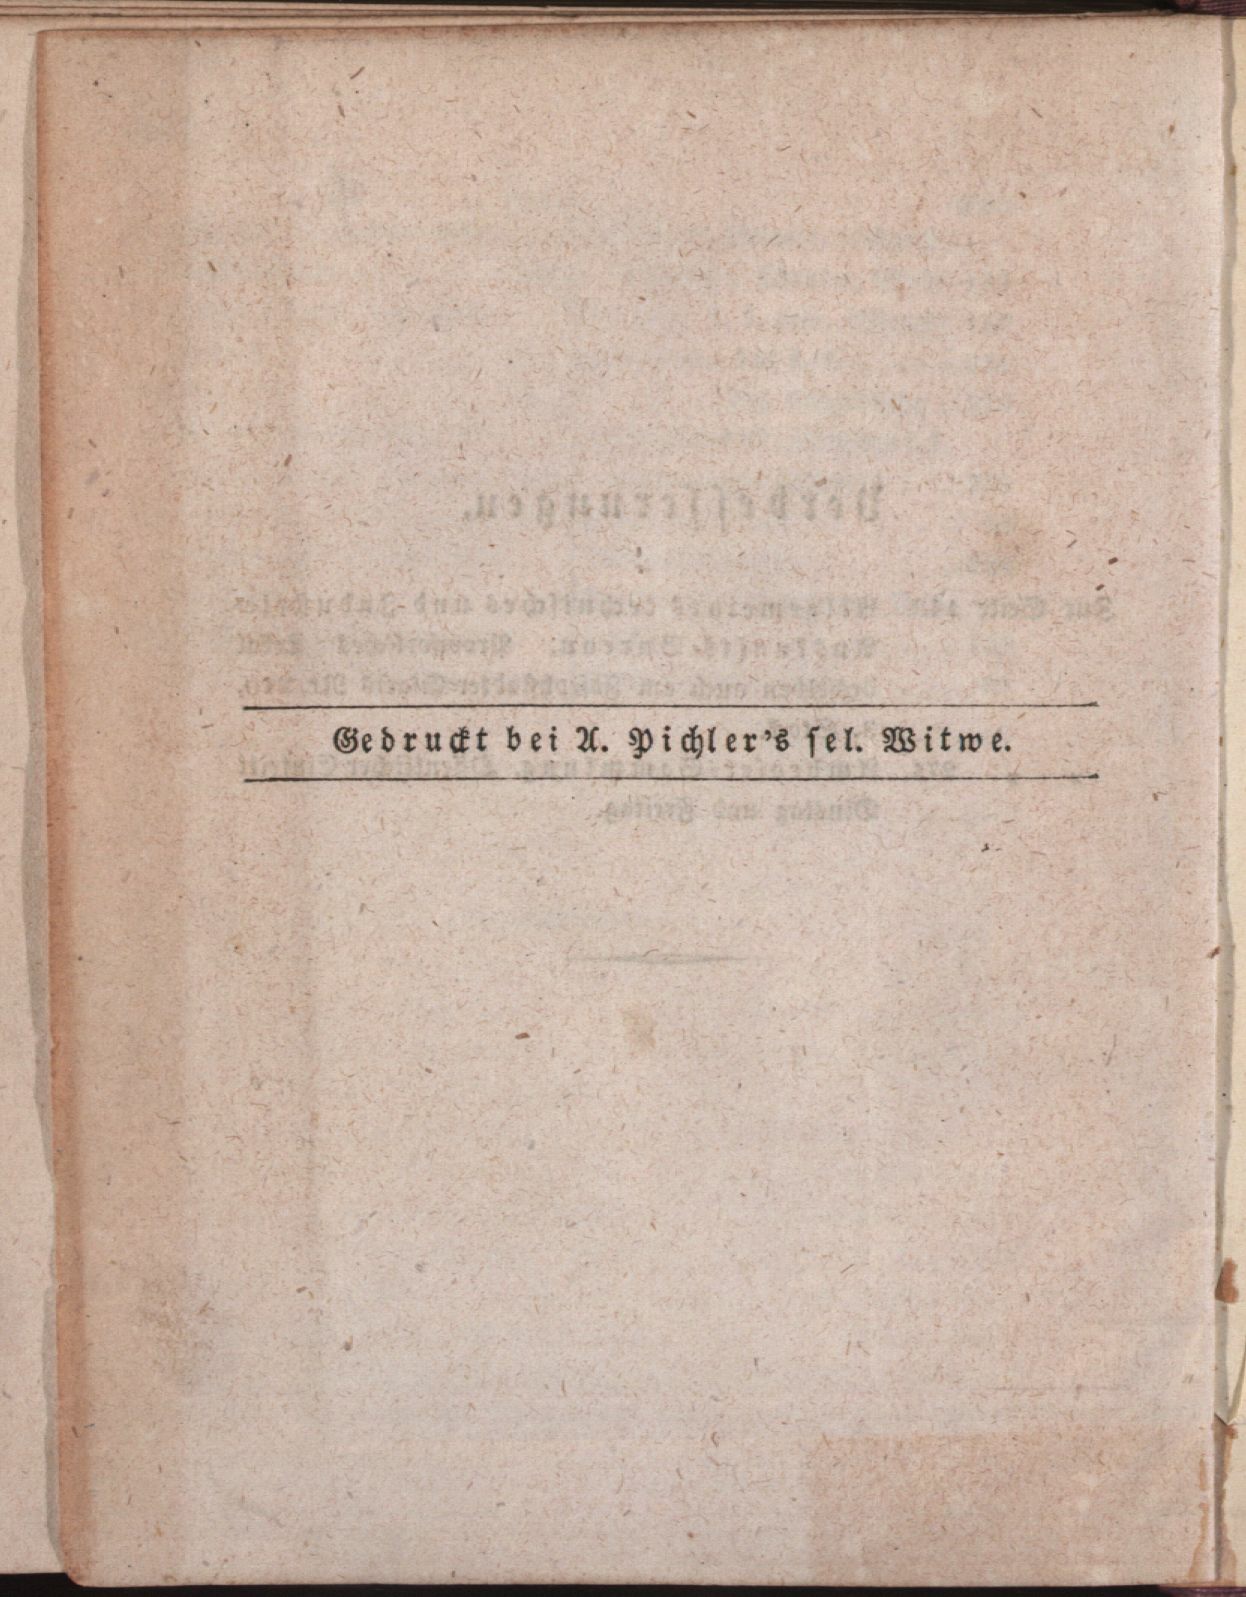 Gedruckt bei A. Pichler's sel. Witwe.